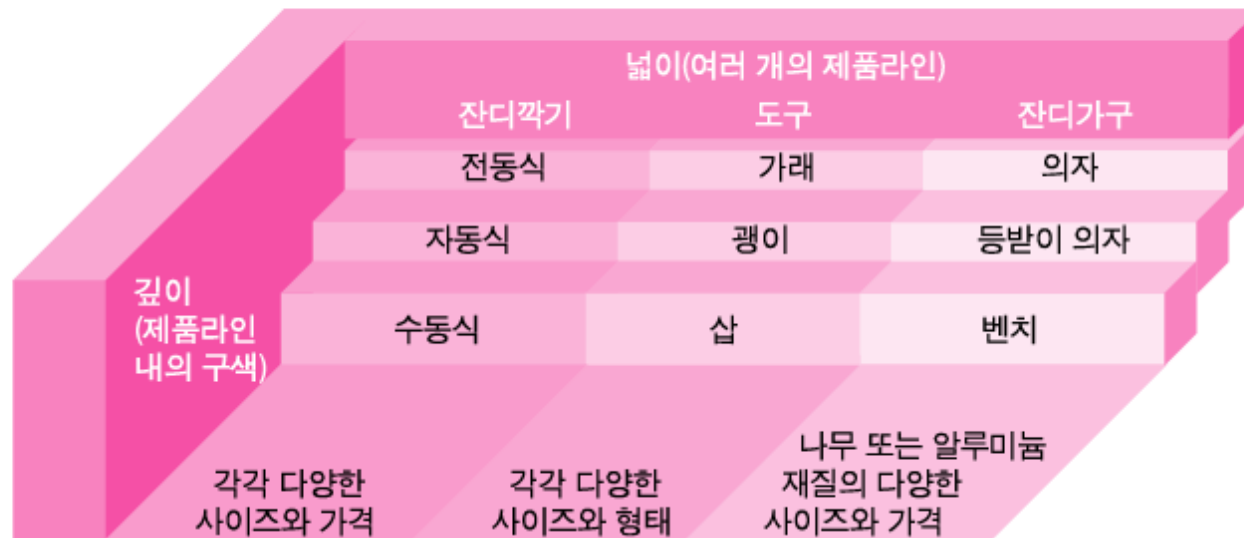 넓이(여러 개의 제품라인)
잔디깍기 도구 잔디가구
전동식 가래 의자
자동식 괭이 등받이 의자
깊이
(제품라인
내의 구색)
수동식 삽 벤치
각각 다양한
사이즈와 가격
각각 다양한
사이즈와 형태
나무 또는 알루미늄
재질의 다양한
사이즈와 가격